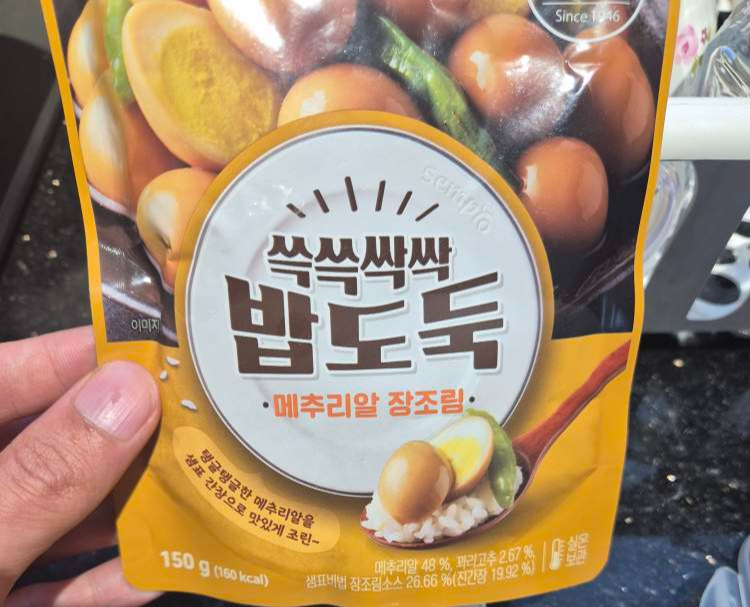 Since 1946
sempio
쓱쓱싹싹
밥도둑
·메추리알 장조림·
이미지
탱글탱글한 메추리알을
샘표 간장으로 맛있게 조린~
150 g (160 kcal)
메추리알 48 %, 꽈리고추 2.67 %,
샘표비법 장조림소스 26.66 %(진간장 19.92 %)
실온
보관